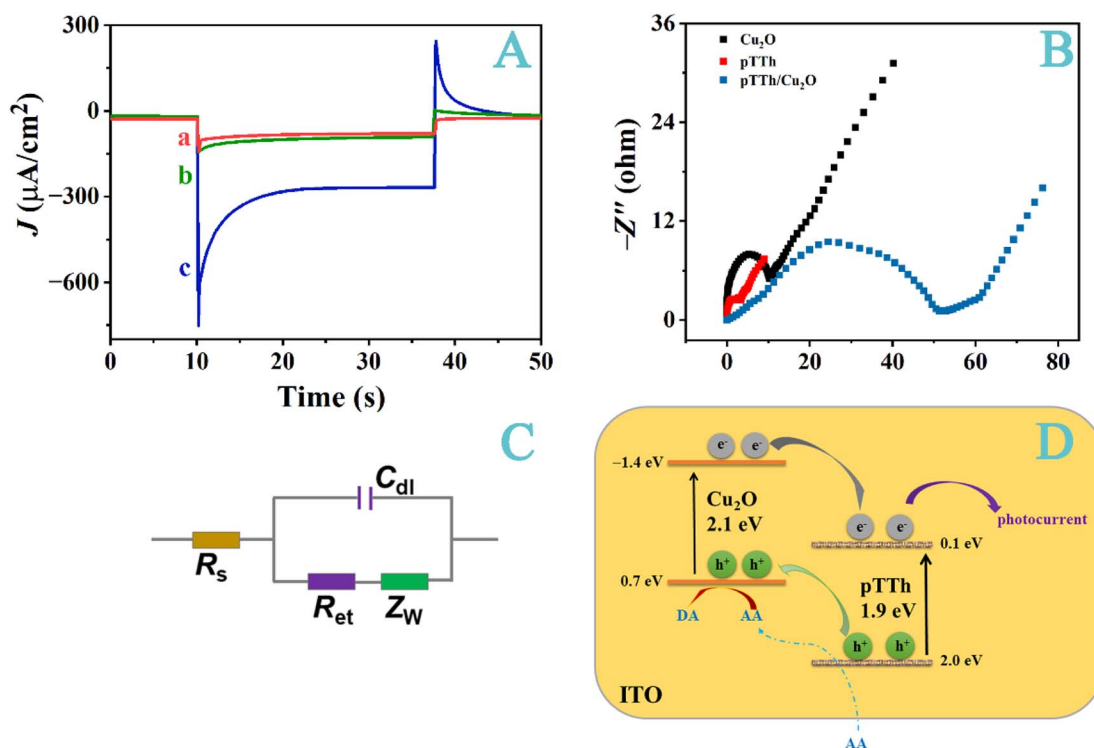 A
J (μA/cm²)
300
0
−300
−600
a
b
c
0 10 20 30 40 50
Time (s)
B
−Z″ (ohm)
36
24
12
0
Cu₂O
pTTh
pTTh/Cu₂O
0 20 40 60 80
C
Cdl
Rs
Ret
ZW
D
e⁻ e⁻
−1.4 eV
Cu₂O
2.1 eV
e⁻ e⁻
photocurrent
0.1 eV
h⁺ h⁺
0.7 eV
pTTh
1.9 eV
DA AA
h⁺ h⁺
2.0 eV
ITO
AA